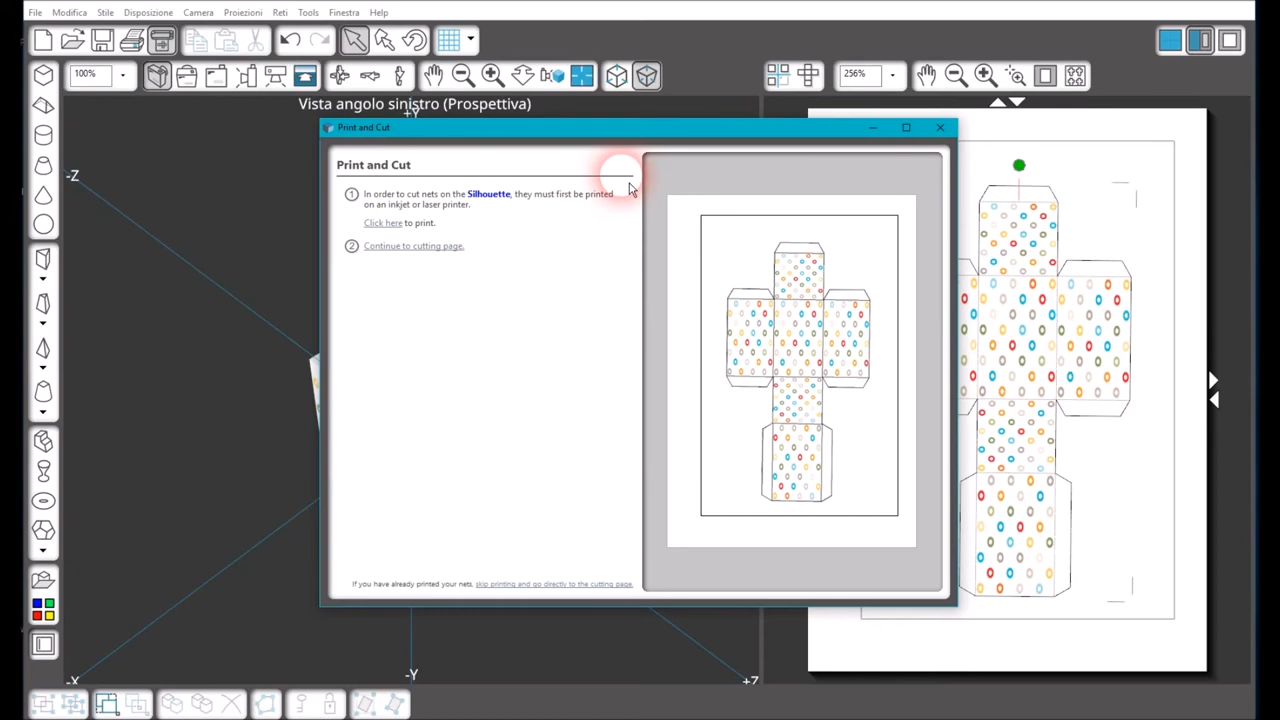 File Modifica Stile Disposizione Camera Proiezioni Reti Tools Finestra Help
100% 256%
Vista angolo sinistro (Prospettiva)
+Y
-Z
Print and Cut
Print and Cut
1 In order to cut nets on the Silhouette, they must first be printed
on an inkjet or laser printer.
Click here to print.
2 Continue to cutting page.
If you have already printed your nets, skip printing and go directly to the cutting page.
-X -Y +Z